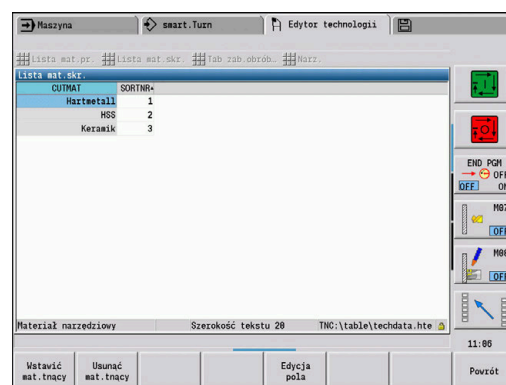 Maszyna smart.Turn Edytor technologii
Lista mat.pr. Lista mat.skr. Tab zab.obrób… Narz.
Lista mat.skr.
CUTMAT SORTNR
Hartmetall 1
HSS 2
Keramik 3
END PGM
OFF
OFF ON
M07
OFF
M08
OFF
Materiał narzędziowy Szerokość tekstu 20 TNC:\table\techdata.hte
11:06
Wstawić mat.tnący
Usunąć mat.tnący
Edycja pola
Powrót